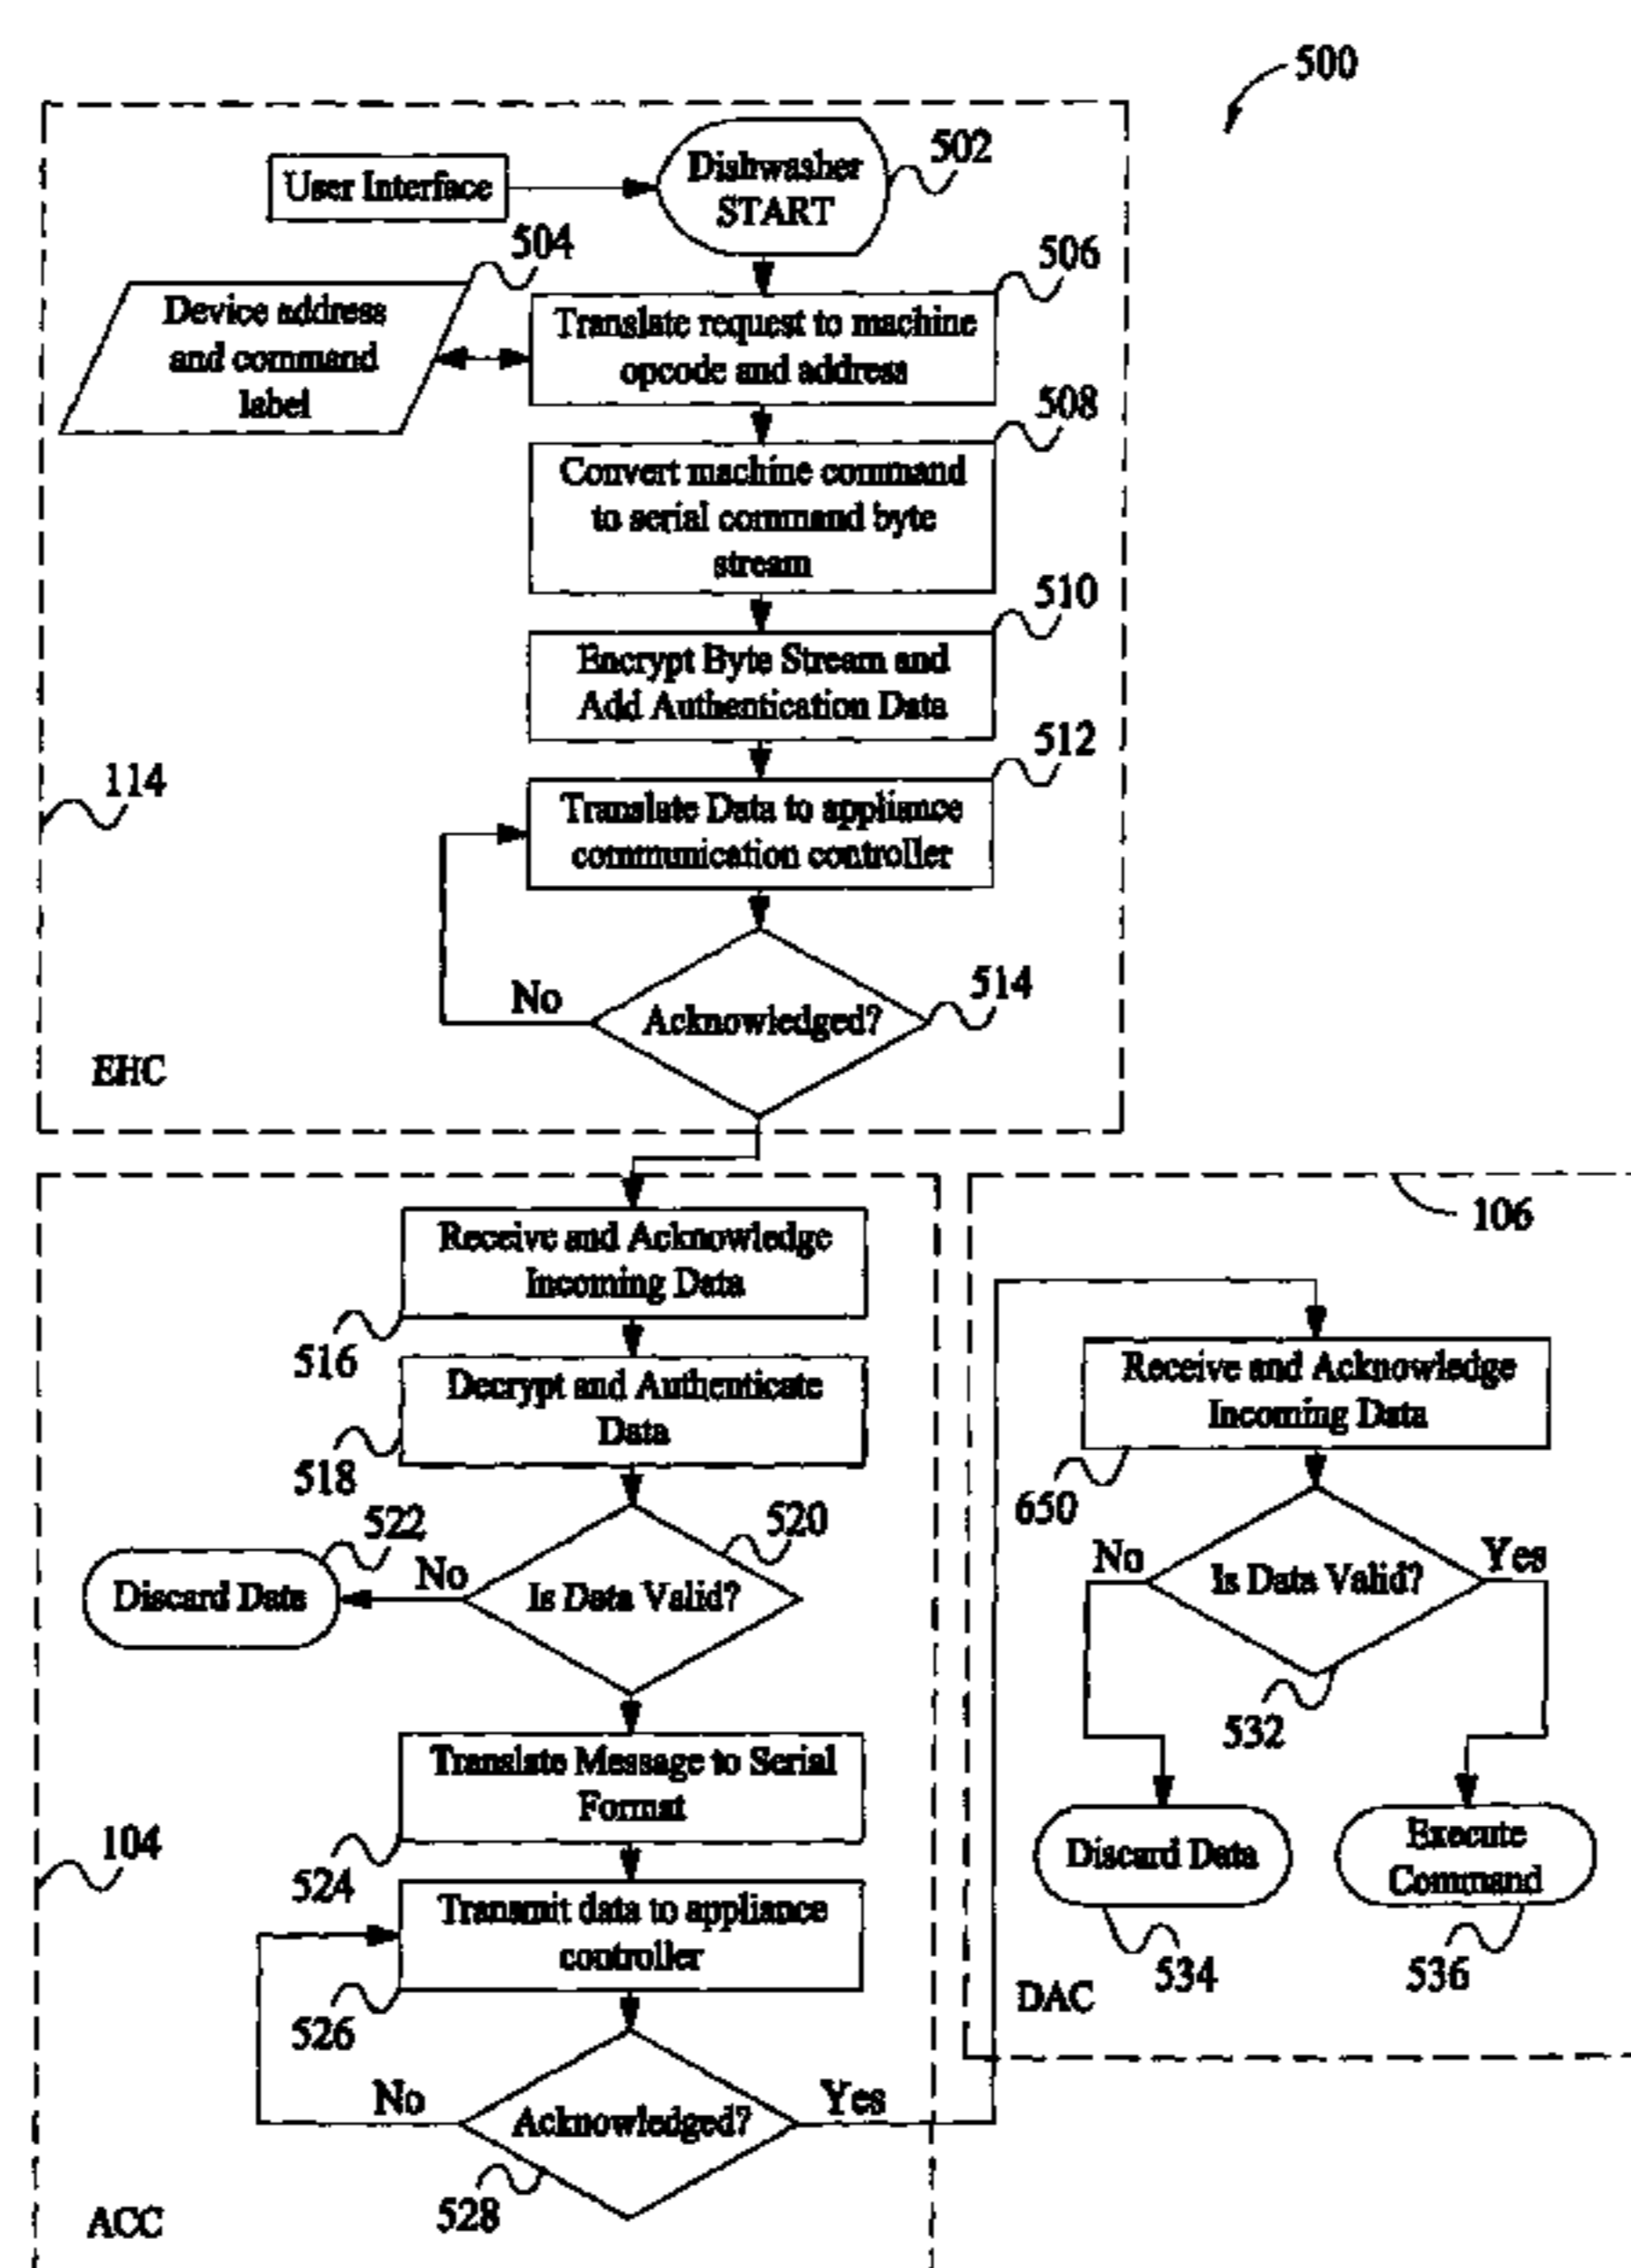 500
User Interface
Dishwasher
START
502
504
Device address
and command
label
506
Translate request to machine
opcode and address
508
Convert machine command
to serial command byte
stream
510
Encrypt Byte Stream and
Add Authentication Data
512
Translate Data to appliance
communication controller
114
No
Acknowledged?
514
EHC
Receive and Acknowledge
Incoming Data
516
Decrypt and Authenticate
Data
518
522
520
Discard Data
No
Is Data Valid?
Translate Message to Serial
Format
524
104
Transmit data to appliance
controller
526
No
Acknowledged?
Yes
528
ACC
106
Receive and Acknowledge
Incoming Data
650
No
Is Data Valid?
Yes
532
Discard Data
Execute
Command
534
536
DAC